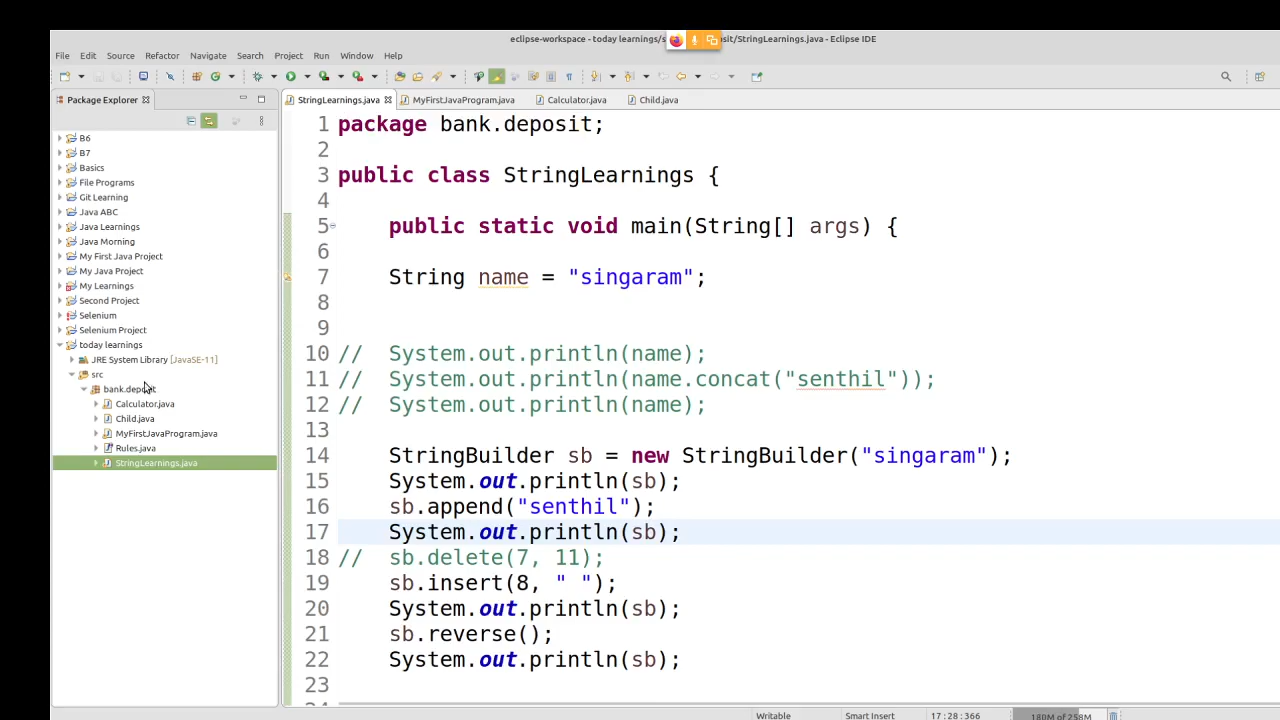 eclipse-workspace - today learnings/s sit/StringLearnings.java - Eclipse IDE
File Edit Source Refactor Navigate Search Project Run Window Help
Package Explorer
StringLearnings.java MyFirstJavaProgram.java Calculator.java Child.java
B6
B7
Basics
File Programs
Git Learning
Java ABC
Java Learnings
Java Morning
My First Java Project
My Java Project
My Learnings
Second Project
Selenium
Selenium Project
today learnings
JRE System Library [JavaSE-11]
src
bank.deposit
Calculator.java
Child.java
MyFirstJavaProgram.java
Rules.java
StringLearnings.java
1 package bank.deposit;
2
3 public class StringLearnings {
4
5 public static void main(String[] args) {
6
7 String name = "singaram";
8
9
10 // System.out.println(name);
11 // System.out.println(name.concat("senthil"));
12 // System.out.println(name);
13
14 StringBuilder sb = new StringBuilder("singaram");
15 System.out.println(sb);
16 sb.append("senthil");
17 System.out.println(sb);
18 // sb.delete(7, 11);
19 sb.insert(8, " ");
20 System.out.println(sb);
21 sb.reverse();
22 System.out.println(sb);
23
Writable Smart Insert 17:28:366 180M of 258M